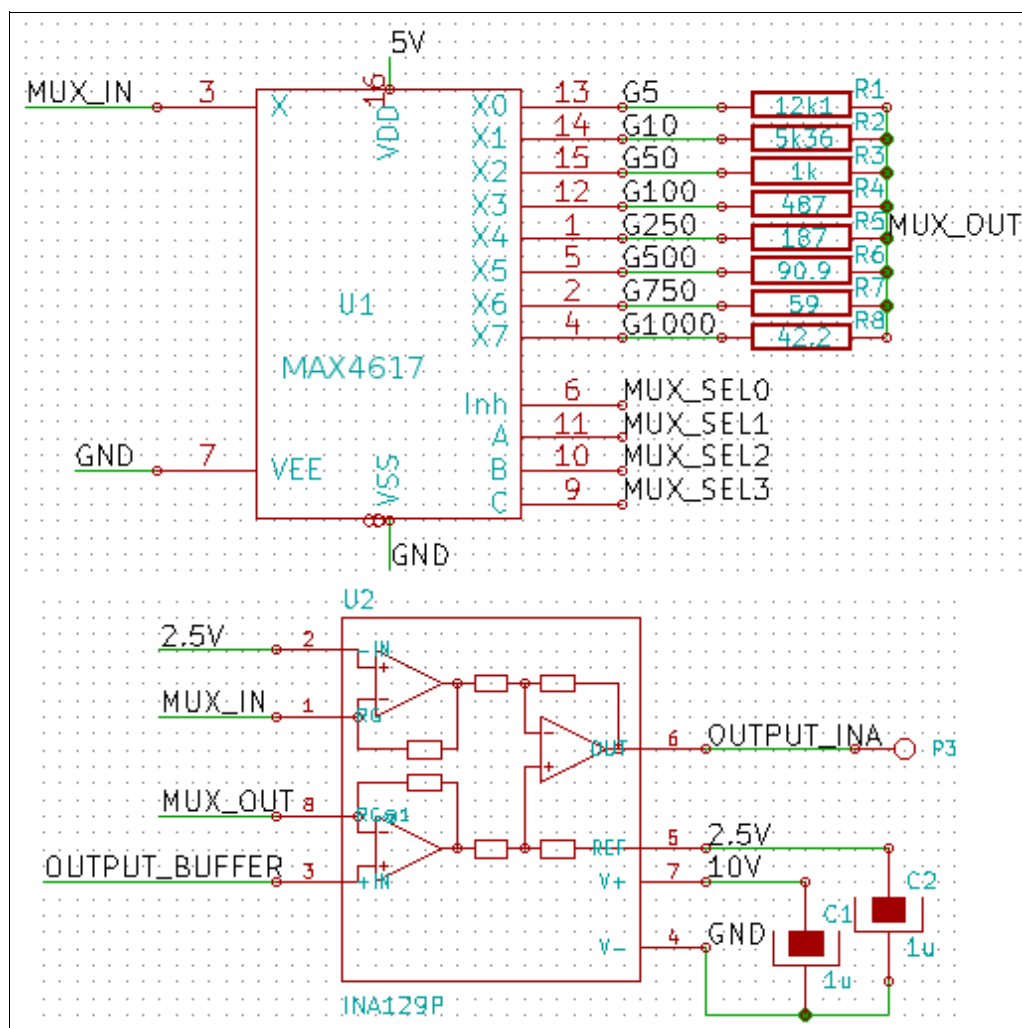 5V
MUX_IN 3 16 13 G5 R1
X VDD X0 12k1
14 G10 R2
X1 5k36
15 G50 R3
X2 1k
12 G100 R4
X3 487
1 G250 R5 MUX_OUT
X4 187
5 G500 R6
X5 90.9
2 G750 R7
X6 59
U1
4 G1000 R8
X7 42.2
MAX4617
6 MUX_SEL0
Inh
11 MUX_SEL1
A
GND 7 10 MUX_SEL2
VEE VSS B
9 MUX_SEL3
C
GND
U2
2.5V 2 -IN
+
MUX_IN 1 -
RG
OUT 6 OUTPUT_INA P3
-
+
MUX_OUT 8 RG@1
-
+
REF 5 2.5V
OUTPUT_BUFFER 3 +IN
V+ 7 10V
C2
C1
V- 4 GND
1u
1u
INA129P